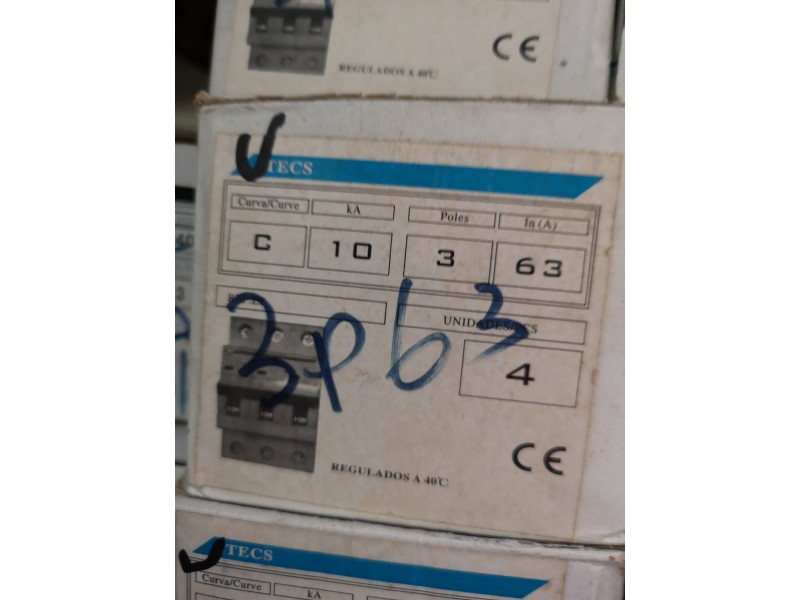 CE
REGULADOS A 40°C
TECS
Curva/Curve kA Poles In (A)
C 10 3 63
3p63
4
CE
REGULADOS A 40°C
TECS
Curva/Curve
kA